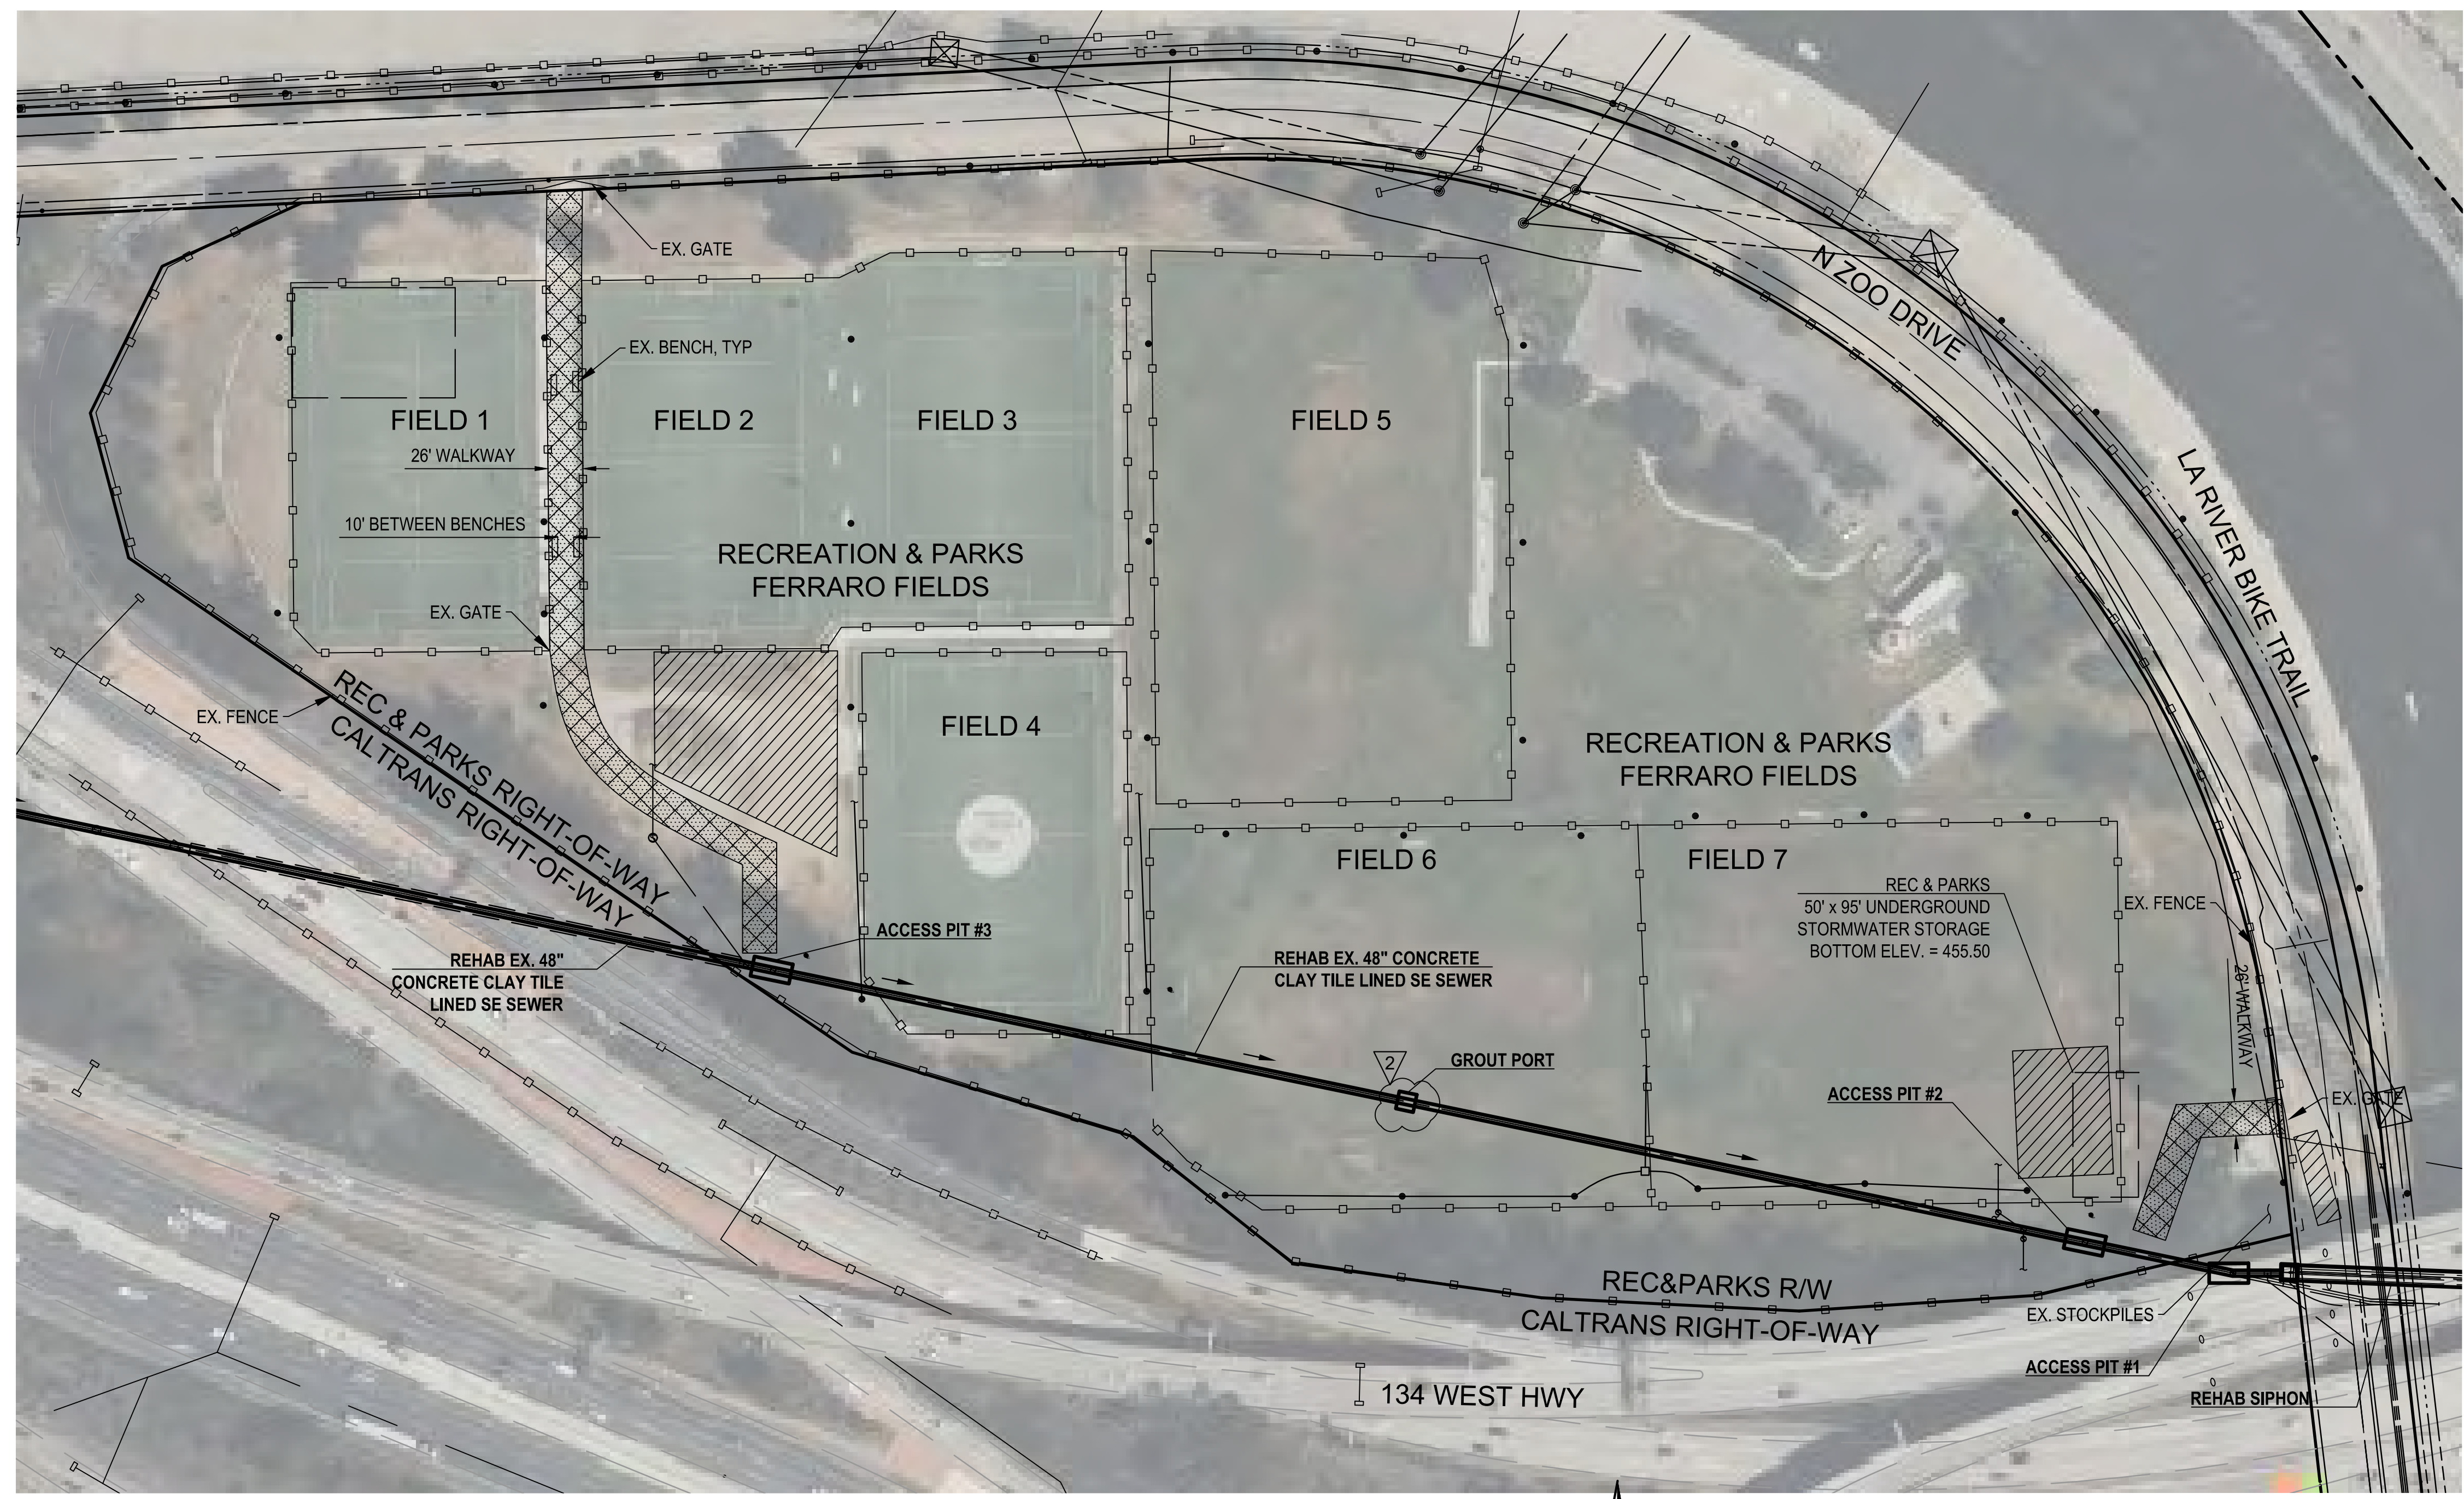 EX. GATE
N ZOO DRIVE
EX. BENCH, TYP
FIELD 1
FIELD 2
FIELD 3
FIELD 5
26' WALKWAY
10' BETWEEN BENCHES
RECREATION & PARKS
FERRARO FIELDS
LA RIVER BIKE TRAIL
EX. GATE
REC & PARKS RIGHT-OF-WAY
CALTRANS RIGHT-OF-WAY
EX. FENCE
FIELD 4
RECREATION & PARKS
FERRARO FIELDS
FIELD 6
FIELD 7
REC & PARKS
50' x 95' UNDERGROUND
STORMWATER STORAGE
BOTTOM ELEV. = 455.50
EX. FENCE
ACCESS PIT #3
REHAB EX. 48"
CONCRETE CLAY TILE
LINED SE SEWER
REHAB EX. 48" CONCRETE
CLAY TILE LINED SE SEWER
26' WALKWAY
2
GROUT PORT
ACCESS PIT #2
EX. GATE
REC&PARKS R/W
CALTRANS RIGHT-OF-WAY
EX. STOCKPILES
ACCESS PIT #1
134 WEST HWY
REHAB SIPHON